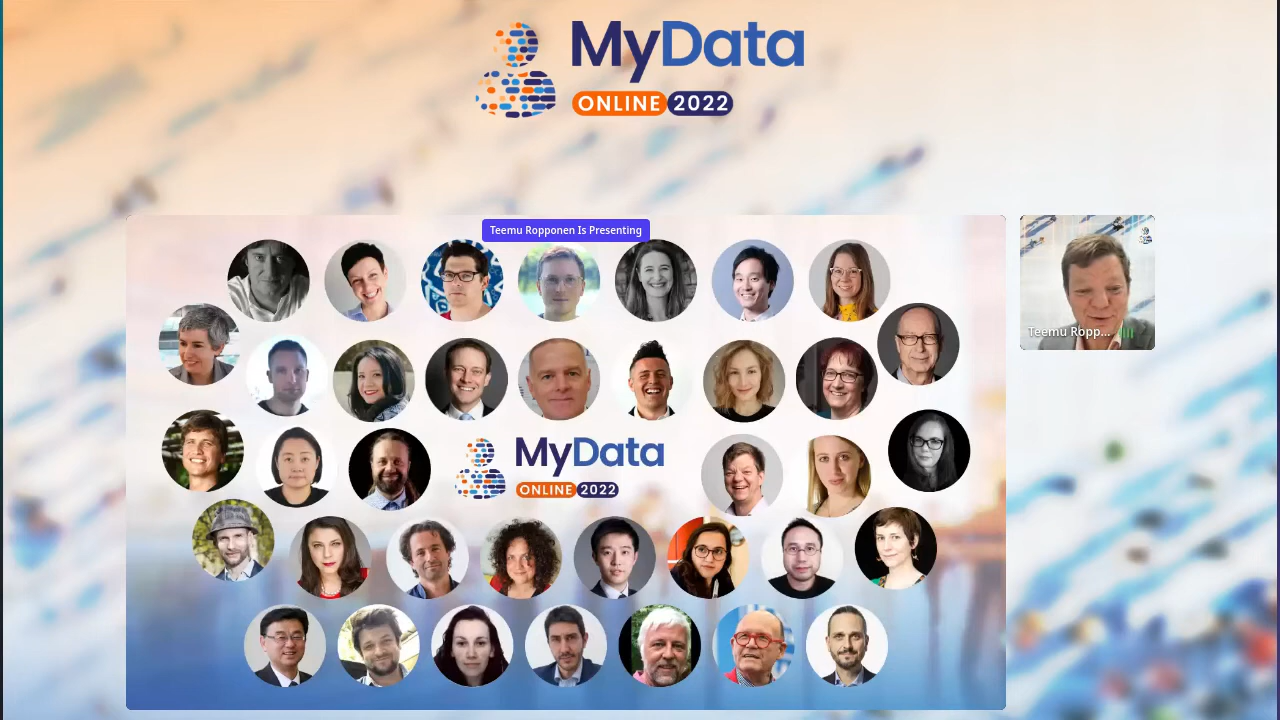 MyData
ONLINE 2022
Teemu Ropponen Is Presenting
Teemu Ropp...
MyData
ONLINE 2022